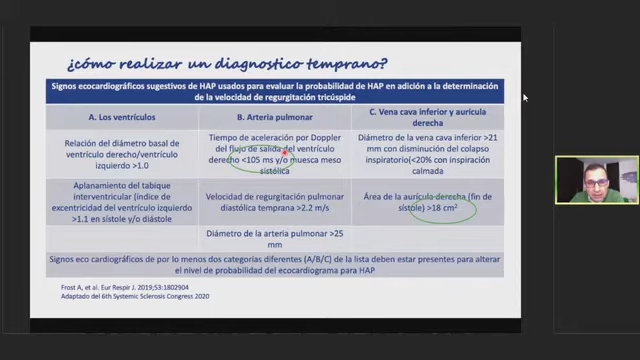 ¿cómo realizar un diagnostico temprano?
Signos ecocardiográficos sugestivos de HAP usados para evaluar la probabilidad de HAP en adición a la determinación
de la velocidad de regurgitación tricúspide
A. Los ventrículos
B. Arteria pulmonar
C. Vena cava inferior y aurícula
derecha
Relación del diámetro basal de
ventrículo derecho/ventrículo
izquierdo >1.0
Tiempo de aceleración por Doppler
del flujo de salida del ventrículo
derecho <105 ms y/o muesca meso
sistólica
Diámetro de la vena cava inferior >21
mm con disminución del colapso
inspiratorio(<20% con inspiración
calmada
Aplanamiento del tabique
interventricular (índice de
excentricidad del ventrículo izquierdo
>1.1 en sístole y/o diástole
Velocidad de regurgitación pulmonar
diastólica temprana >2.2 m/s
Área de la aurícula derecha (fin de
sístole) >18 cm²
Diámetro de la arteria pulmonar >25
mm
Signos eco cardiográficos de por lo menos dos categorías diferentes (A/B/C) de la lista deben estar presentes para alterar
el nivel de probabilidad del ecocardiograma para HAP
Frost A, et al. Eur Respir J. 2019;53:1802904
Adaptado del 6th Systemic Sclerosis Congress 2020